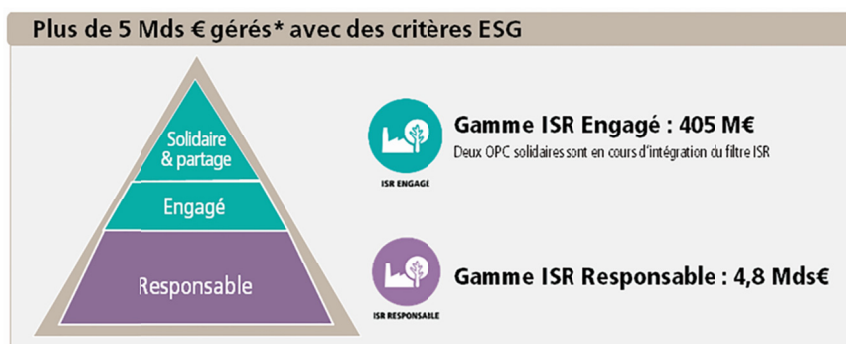 Plus de 5 Mds € gérés* avec des critères ESG
Solidaire
& partage
Engagé
Responsable
Gamme ISR Engagé : 405 M€
Deux OPC solidaires sont en cours d'intégration du filtre ISR
ISR ENGAGÉ
Gamme ISR Responsable : 4,8 Mds€
ISR RESPONSABLE